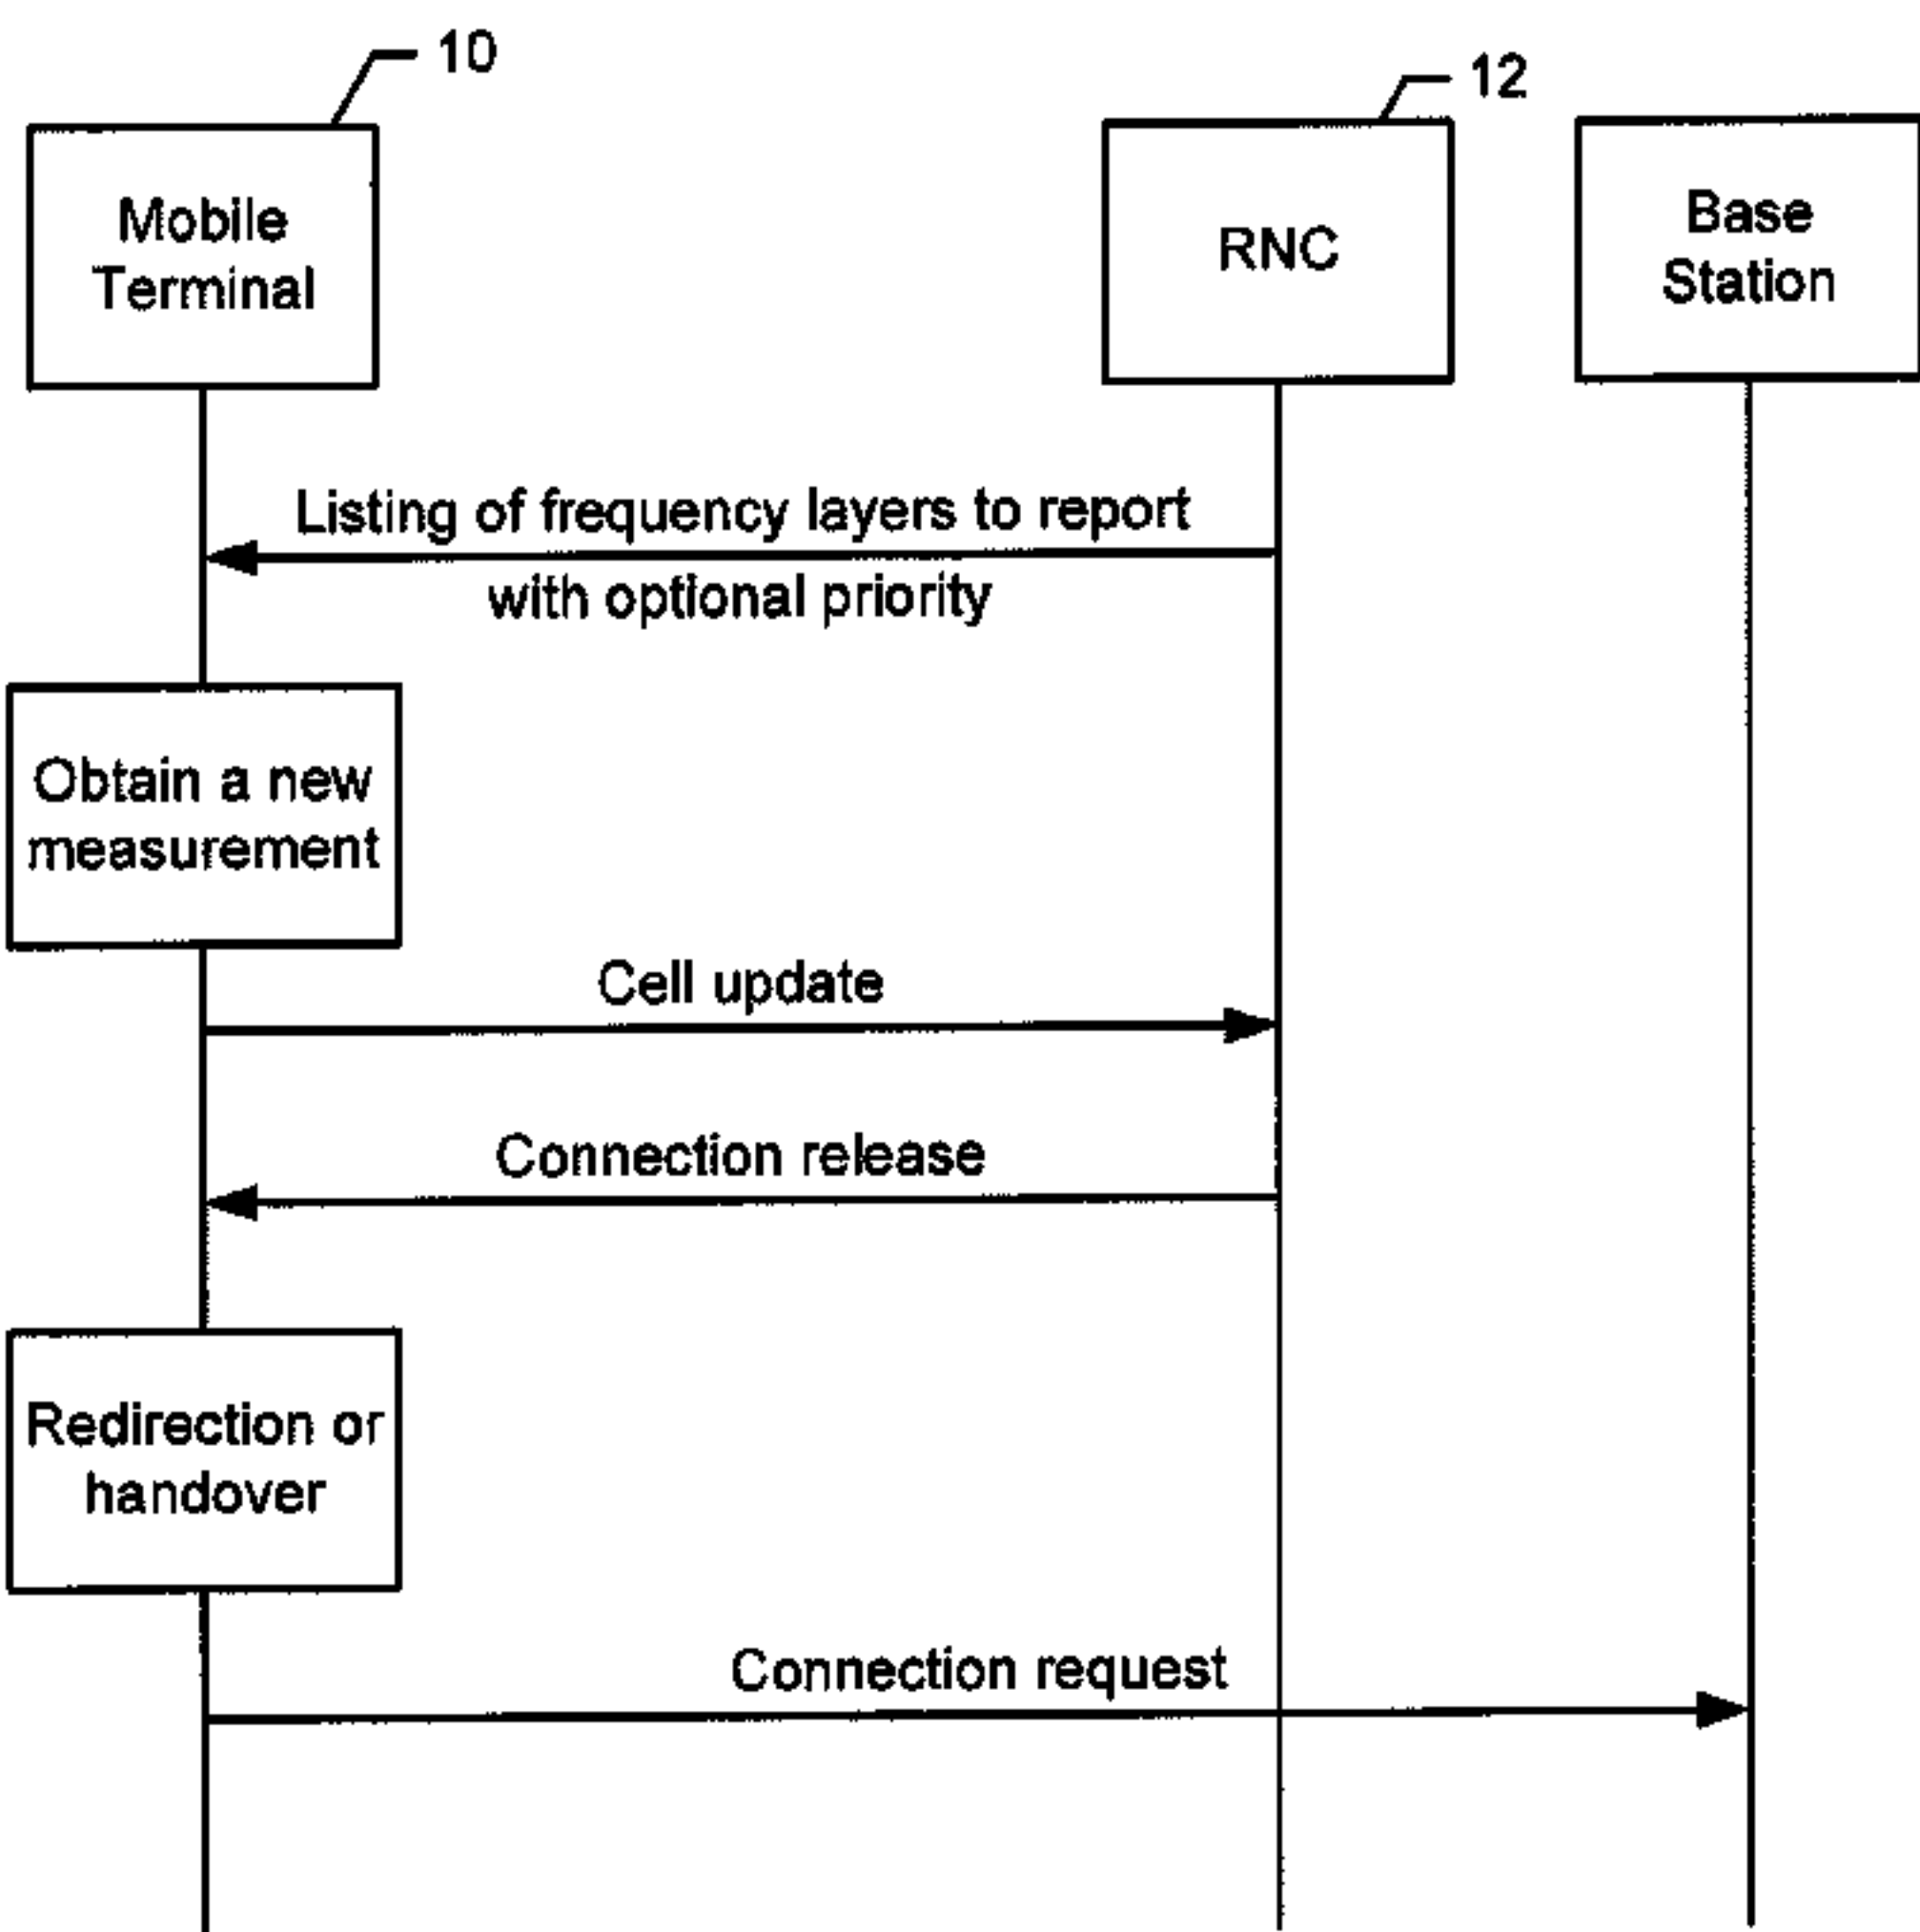 10
12
Mobile
Terminal
RNC
Base
Station
Listing of frequency layers to report
with optional priority
Obtain a new
measurement
Cell update
Connection release
Redirection or
handover
Connection request